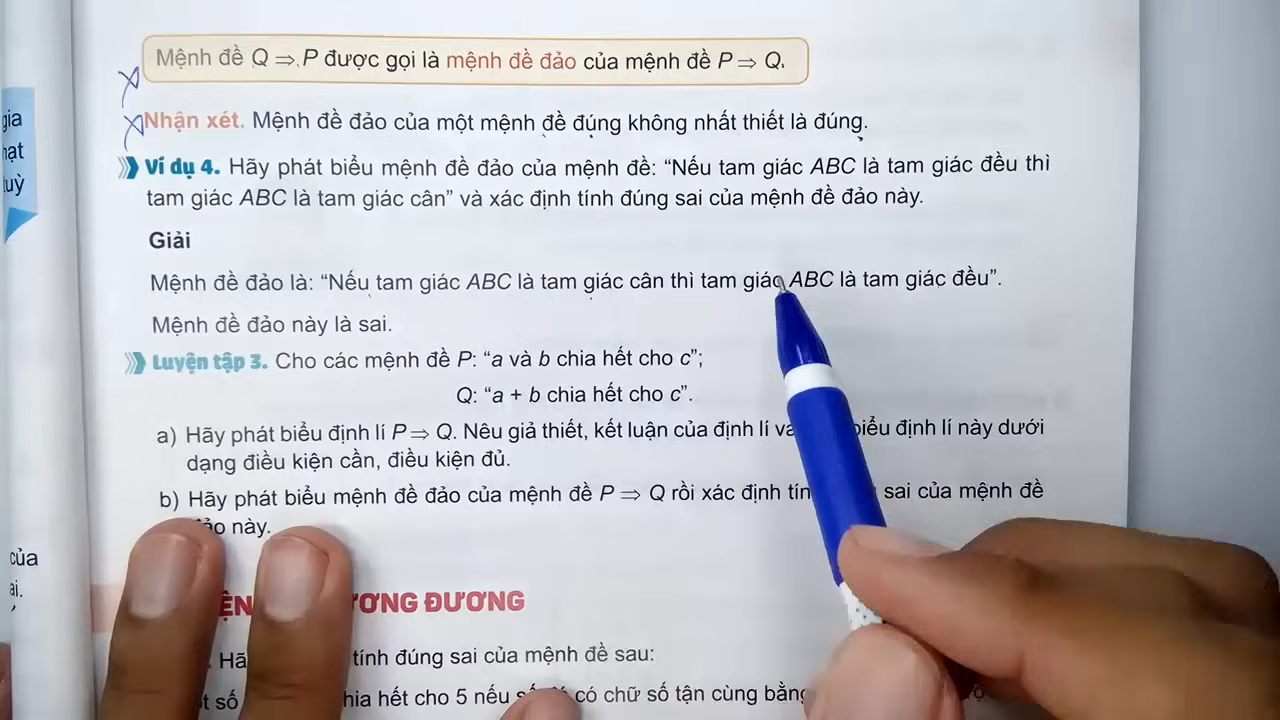 Mệnh đề Q ⇒ P được gọi là mệnh đề đảo của mệnh đề P ⇒ Q.
gia
Nhận xét. Mệnh đề đảo của một mệnh đề đúng không nhất thiết là đúng.
Ví dụ 4. Hãy phát biểu mệnh đề đảo của mệnh đề: “Nếu tam giác ABC là tam giác đều thì
tuỳ
tam giác ABC là tam giác cân” và xác định tính đúng sai của mệnh đề đảo này.
Giải
Mệnh đề đảo là: “Nếu tam giác ABC là tam giác cân thì tam giác ABC là tam giác đều”.
Mệnh đề đảo này là sai.
Luyện tập 3. Cho các mệnh đề P: “a và b chia hết cho c”;
Q: “a + b chia hết cho c”.
a) Hãy phát biểu định lí P ⇒ Q. Nêu giả thiết, kết luận của định lí và biểu định lí này dưới
dạng điều kiện cần, điều kiện đủ.
b) Hãy phát biểu mệnh đề đảo của mệnh đề P ⇒ Q rồi xác định sai của mệnh đề
này.
của
ai.
ƯƠNG ĐƯƠNG
tính đúng sai của mệnh đề sau:
số hia hết cho 5 nếu có chữ số tận cùng